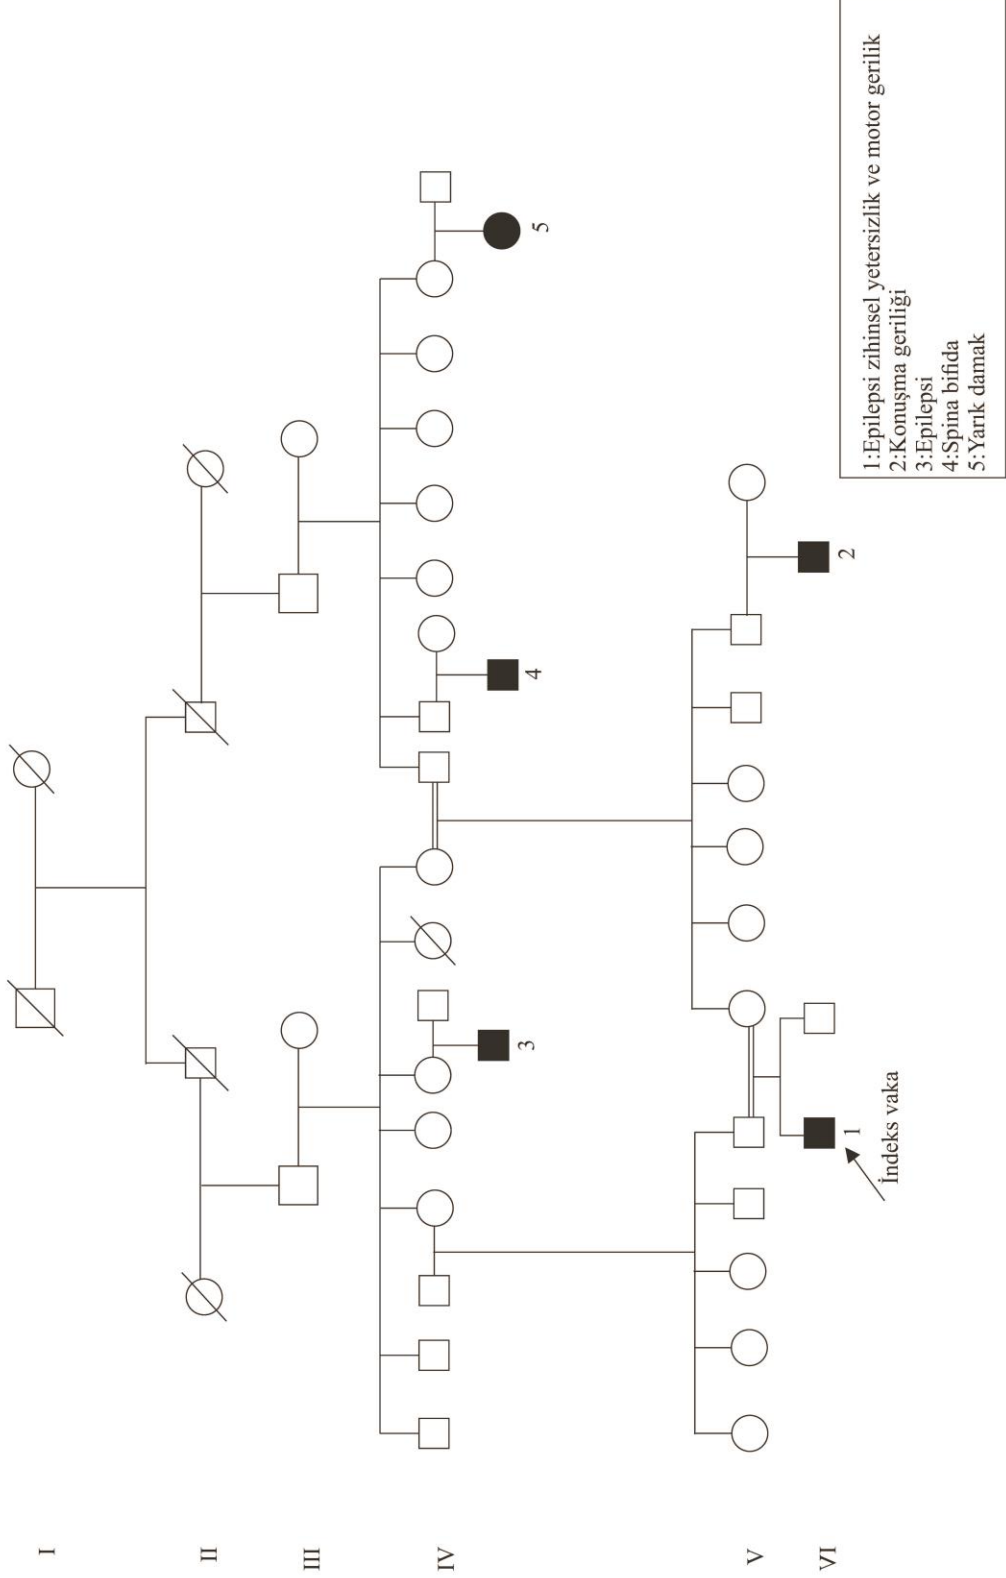 I
II
III
IV
V
VI
5
4
3
2
1
İndeks vaka
1:Epilepsi zihinsel yetersizlik ve motor gerilik
2:Konuşma geriliği
3:Epilepsi
4:Spina bifida
5:Yarık damak